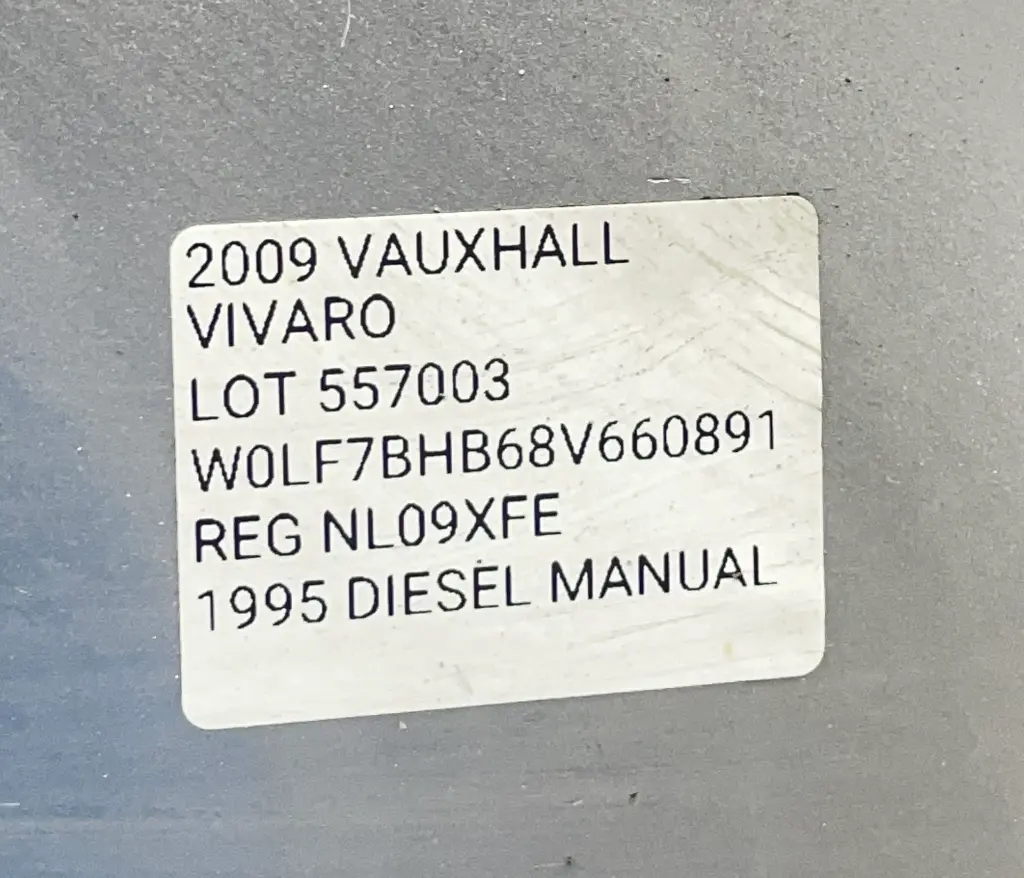 2009 VAUXHALL
VIVARO
LOT 557003
W0LF7BHB68V660891
REG NL09XFE
1995 DIESEL MANUAL